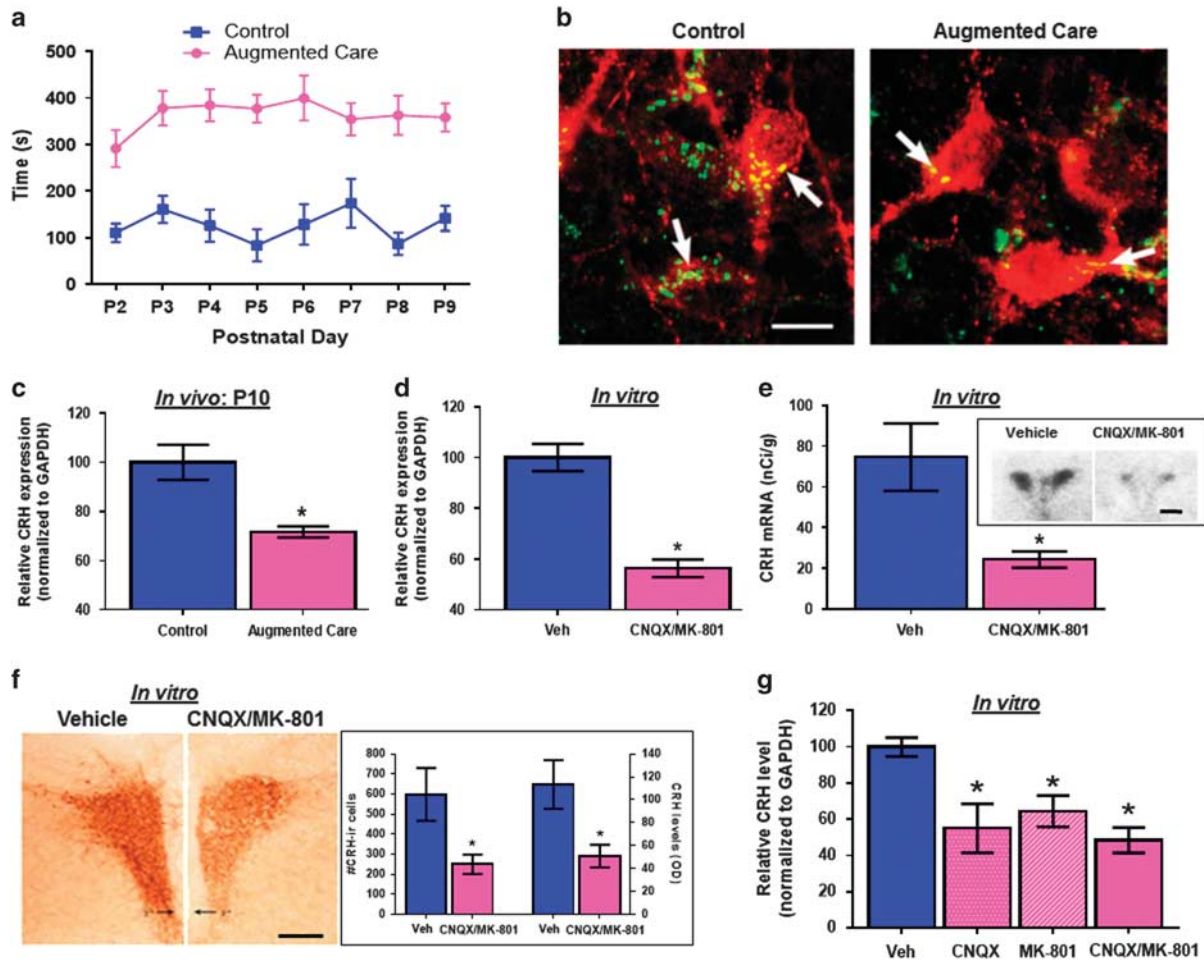 a
Control
Augmented Care
Time (s)
500
400
300
200
100
0
P2 P3 P4 P5 P6 P7 P8 P9
Postnatal Day
b
Control Augmented Care
c
In vivo: P10
Relative CRH expression
(normalized to GAPDH)
120
100
80
60
40
Control Augmented Care
*
d
In vitro
Relative CRH expression
(normalized to GAPDH)
120
100
80
60
40
Veh CNQX/MK-801
*
e
In vitro
CRH mRNA (nCi/g)
100
80
60
40
20
0
Vehicle CNQX/MK-801
*
Veh CNQX/MK-801
f
In vitro
Vehicle CNQX/MK-801
#CRH-ir cells
800
700
600
500
400
300
200
100
0
* *
CRH levels (OD)
140
120
100
80
60
40
20
0
Veh CNQX/MK-801 Veh CNQX/MK-801
g
In vitro
Relative CRH level
(normalized to GAPDH)
120
100
80
60
40
20
0
* * *
Veh CNQX MK-801 CNQX/MK-801